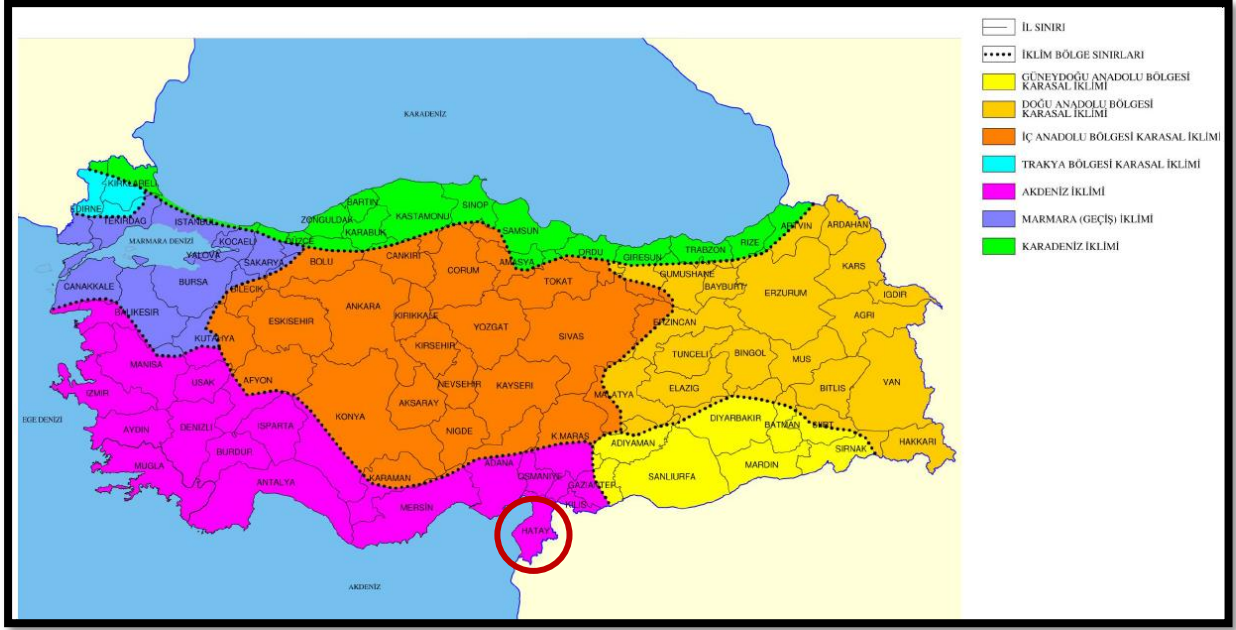 İL SINIRI
İKLİM BÖLGE SINIRLARI
GÜNEYDOĞU ANADOLU BÖLGESİ
KARASAL İKLİMİ
DOĞU ANADOLU BÖLGESİ
KARASAL İKLİMİ
İÇ ANADOLU BÖLGESİ KARASAL İKLİMİ
TRAKYA BÖLGESİ KARASAL İKLİMİ
AKDENİZ İKLİMİ
MARMARA (GEÇİŞ) İKLİMİ
KARADENİZ İKLİMİ
KARADENİZ
KIRKLARELI
EDIRNE
TEKIRDAG
ISTANBUL
MARMARA DENİZİ
KOCAELI
YALOVA
SAKARYA
DUZCE
ZONGULDAK
BARTIN
KARABUK
KASTAMONU
SINOP
SAMSUN
AMASYA
ORDU
GIRESUN
TRABZON
RIZE
ARTVIN
ARDAHAN
CANAKKALE
BURSA
BILECIK
BOLU
CANKIRI
CORUM
TOKAT
GUMUSHANE
BAYBURT
ERZURUM
KARS
IGDIR
AGRI
BALIKESIR
KUTAHYA
ESKISEHIR
ANKARA
KIRIKKALE
YOZGAT
SIVAS
ERZINCAN
KIRSEHIR
TUNCELI
BINGOL
MUS
VAN
MANISA
USAK
AFYON
NEVSEHIR
KAYSERI
MALATYA
ELAZIG
BITLIS
IZMIR
EGE DENİZİ
AYDIN
DENIZLI
ISPARTA
KONYA
AKSARAY
NIGDE
K.MARAS
ADIYAMAN
DIYARBAKIR
BATMAN
SIIRT
SIRNAK
HAKKARI
MUGLA
BURDUR
ANTALYA
KARAMAN
MERSİN
ADANA
OSMANIYE
GAZIANTEP
KILIS
SANLIURFA
MARDIN
HATAY
AKDENİZ